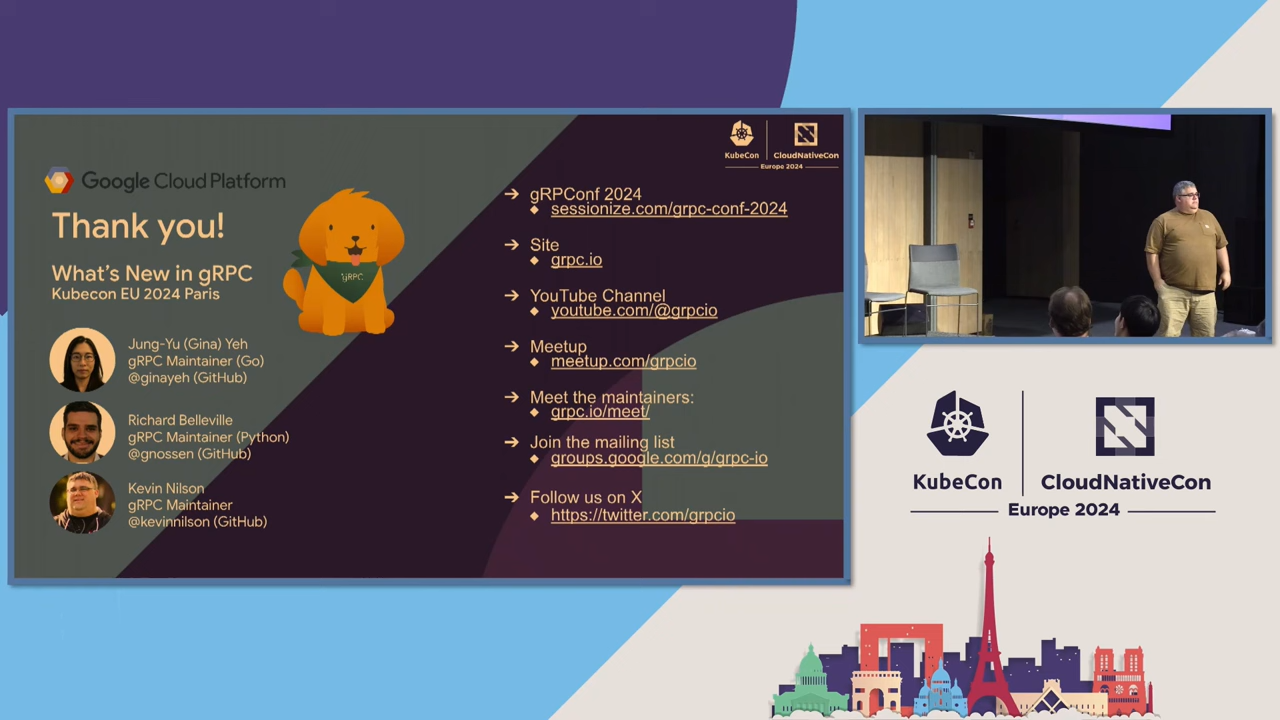 Google Cloud Platform
Thank you!
What's New in gRPC
Kubecon EU 2024 Paris
gRPC
Jung-Yu (Gina) Yeh
gRPC Maintainer (Go)
@ginayeh (GitHub)
Richard Belleville
gRPC Maintainer (Python)
@gnossen (GitHub)
Kevin Nilson
gRPC Maintainer
@kevinnilson (GitHub)
KubeCon
CloudNativeCon
Europe 2024
gRPConf 2024
sessionize.com/grpc-conf-2024
Site
grpc.io
YouTube Channel
youtube.com/@grpcio
Meetup
meetup.com/grpcio
Meet the maintainers:
grpc.io/meet/
Join the mailing list
groups.google.com/g/grpc-io
Follow us on X
https://twitter.com/grpcio
KubeCon
CloudNativeCon
Europe 2024